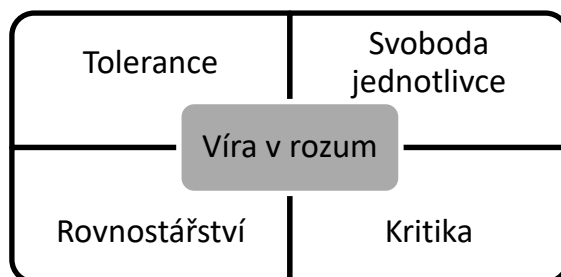 Tolerance
Svoboda
jednotlivce
Víra v rozum
Rovnostářství
Kritika